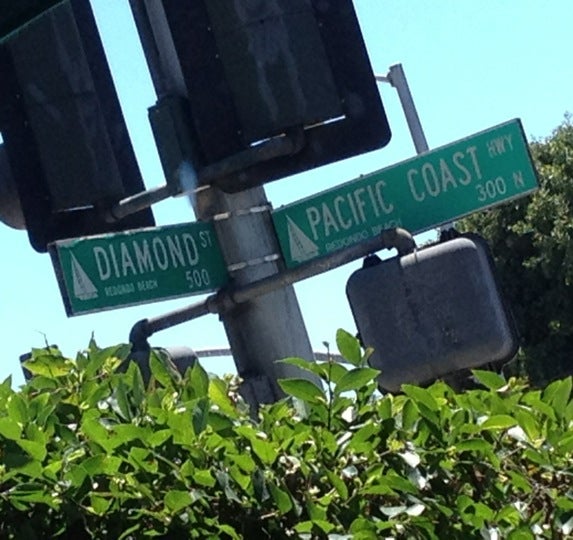 DIAMOND ST
REDONDO BEACH 500
PACIFIC COAST HWY
REDONDO BEACH 300 N